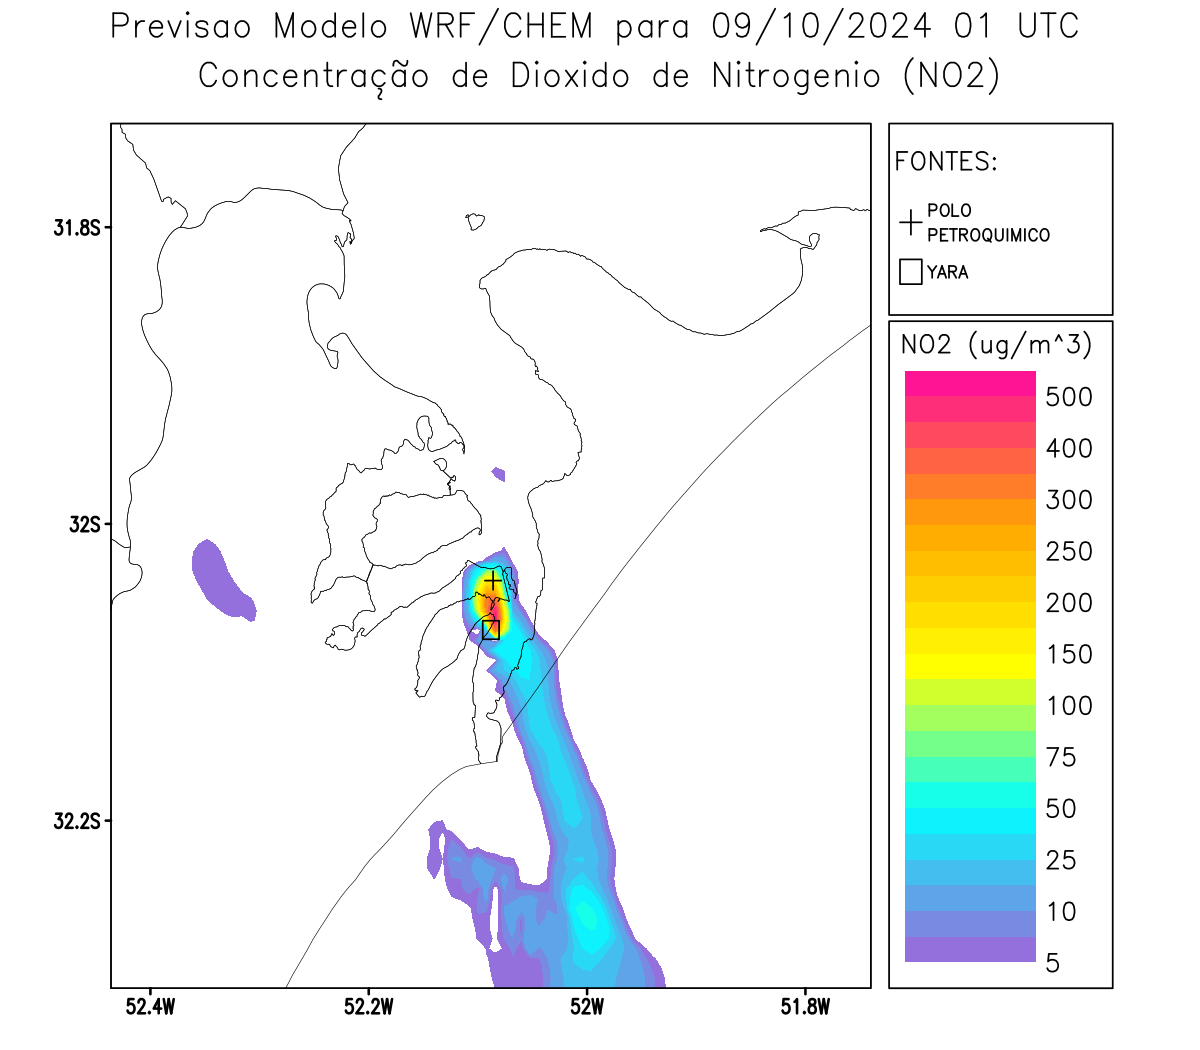 Previsao Modelo WRF/CHEM para 09/10/2024 01 UTC
Concentração de Dioxido de Nitrogenio (NO2)
FONTES:
POLO
PETROQUIMICO
YARA
NO2 (ug/m^3)
500
400
300
250
200
150
100
75
50
25
10
5
31.8S
32S
32.2S
52.4W
52.2W
52W
51.8W